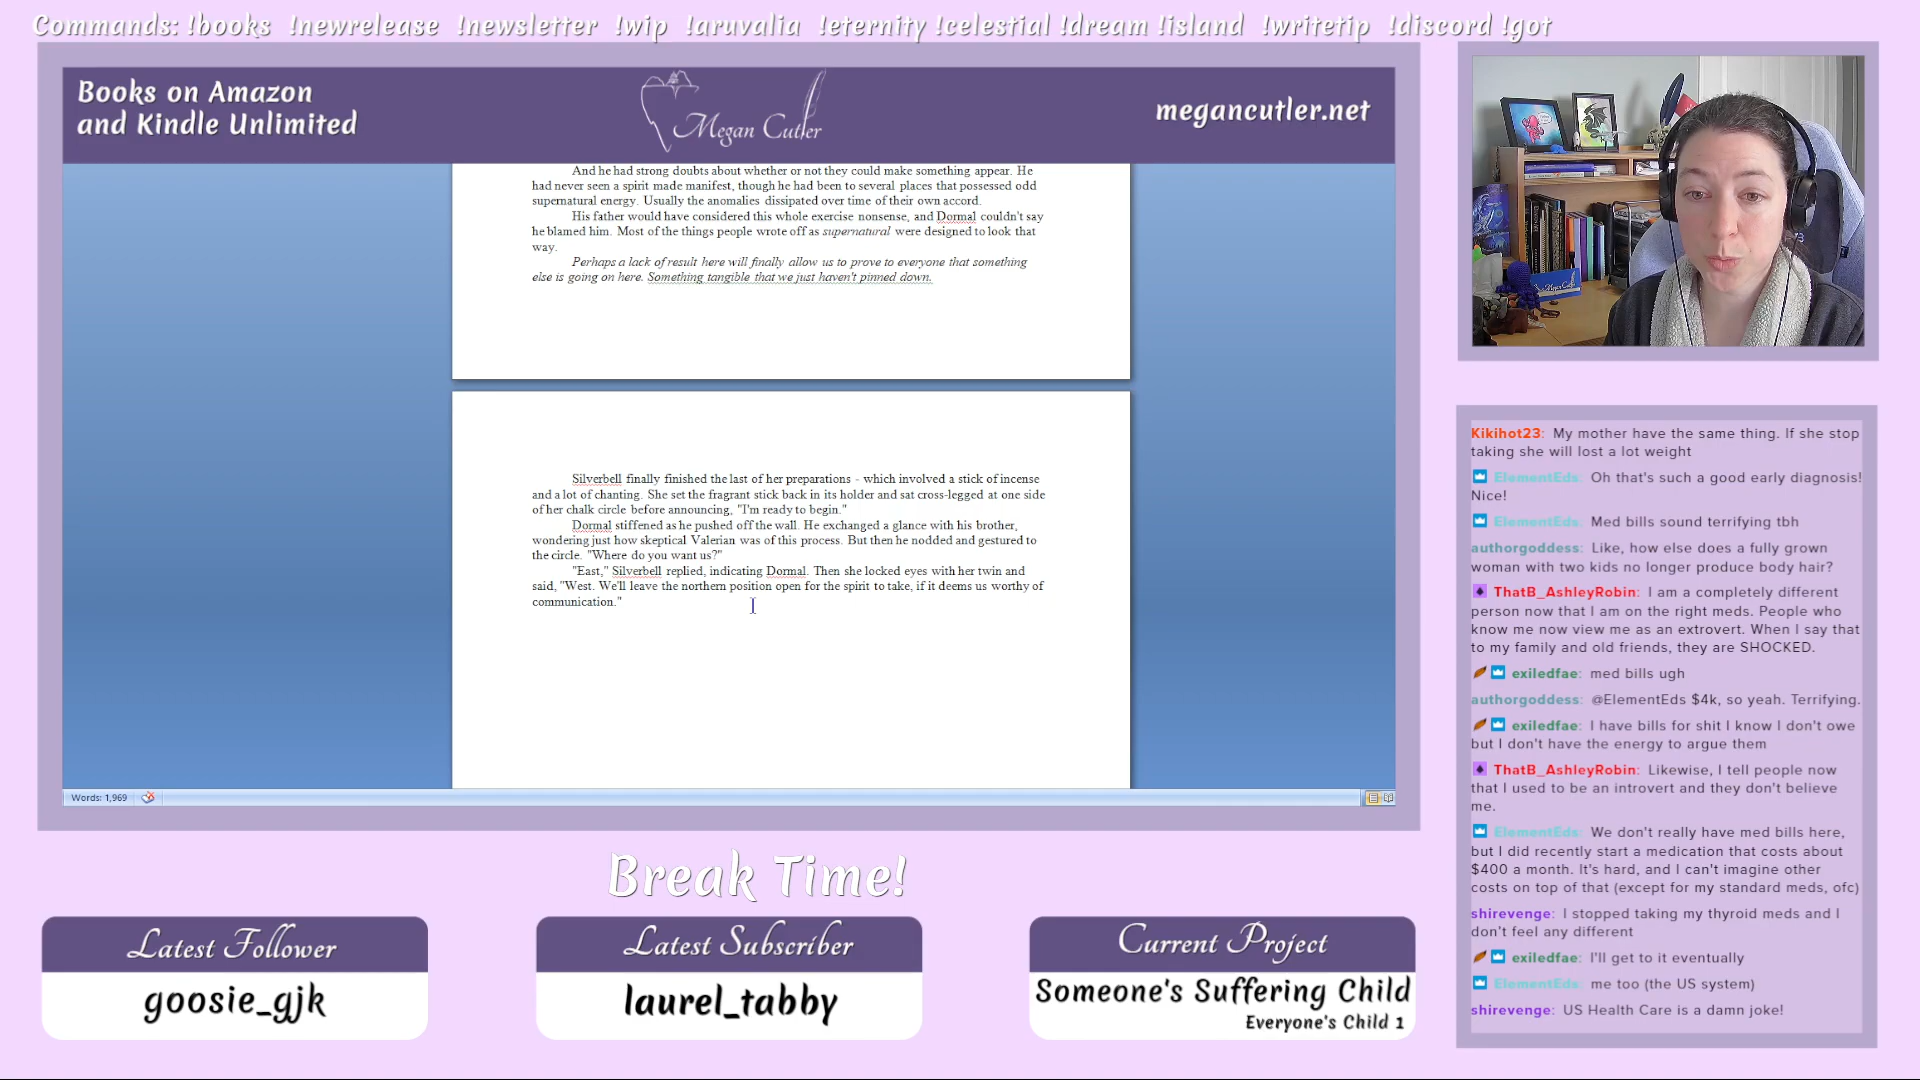 Commands: !books !newrelease !newsletter !wip !aruvalia !eternity !celestial !dream !island !writetip !discord !got
Books on Amazon
and Kindle Unlimited
Megan Cutler
megancutler.net
And he had strong doubts about whether or not they could make something appear. He
had never seen a spirit made manifest, though he had been to several places that possessed odd
supernatural energy. Usually the anomalies dissipated over time of their own accord.
His father would have considered this whole exercise nonsense, and Dormal couldn't say
he blamed him. Most of the things people wrote off as supernatural were designed to look that
way.
Perhaps a lack of result here will finally allow us to prove to everyone that something
else is going on here. Something tangible that we just haven't pinned down.
Silverbell finally finished the last of her preparations - which involved a stick of incense
and a lot of chanting. She set the fragrant stick back in its holder and sat cross-legged at one side
of her chalk circle before announcing, "I'm ready to begin."
Dormal stiffened as he pushed off the wall. He exchanged a glance with his brother,
wondering just how skeptical Valerian was of this process. But then he nodded and gestured to
the circle. "Where do you want us?"
"East," Silverbell replied, indicating Dormal. Then she locked eyes with her twin and
said, "West. We'll leave the northern position open for the spirit to take, if it deems us worthy of
communication."
Words: 1,969
Kikihot23: My mother have the same thing. If she stop
taking she will lost a lot weight
ElementEds: Oh that's such a good early diagnosis!
Nice!
ElementEds: Med bills sound terrifying tbh
authorgoddess: Like, how else does a fully grown
woman with two kids no longer produce body hair?
ThatB_AshleyRobin: I am a completely different
person now that I am on the right meds. People who
know me now view me as an extrovert. When I say that
to my family and old friends, they are SHOCKED.
exiledfae: med bills ugh
authorgoddess: @ElementEds $4k, so yeah. Terrifying.
exiledfae: I have bills for shit I know I don't owe
but I don't have the energy to argue them
ThatB_AshleyRobin: Likewise, I tell people now
that I used to be an introvert and they don't believe
me.
ElementEds: We don't really have med bills here,
but I did recently start a medication that costs about
$400 a month. It's hard, and I can't imagine other
costs on top of that (except for my standard meds, ofc)
shirevenge: I stopped taking my thyroid meds and I
don't feel any different
exiledfae: I'll get to it eventually
ElementEds: me too (the US system)
shirevenge: US Health Care is a damn joke!
Break Time!
Latest Follower
goosie_gjk
Latest Subscriber
laurel_tabby
Current Project
Someone's Suffering Child
Everyone's Child 1